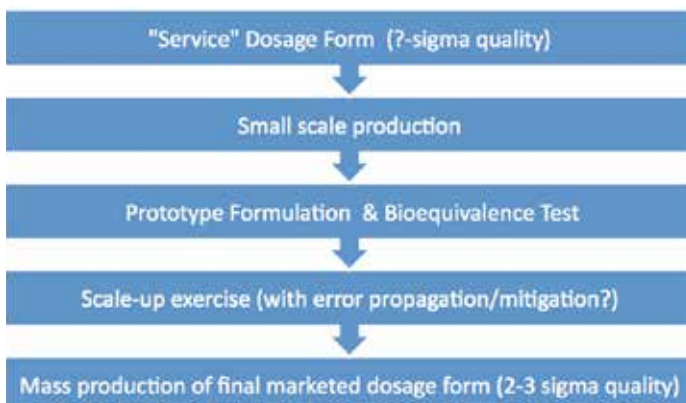 "Service" Dosage Form (?-sigma quality)
Small scale production
Prototype Formulation & Bioequivalence Test
Scale-up exercise (with error propagation/mitigation?)
Mass production of final marketed dosage form (2-3 sigma quality)